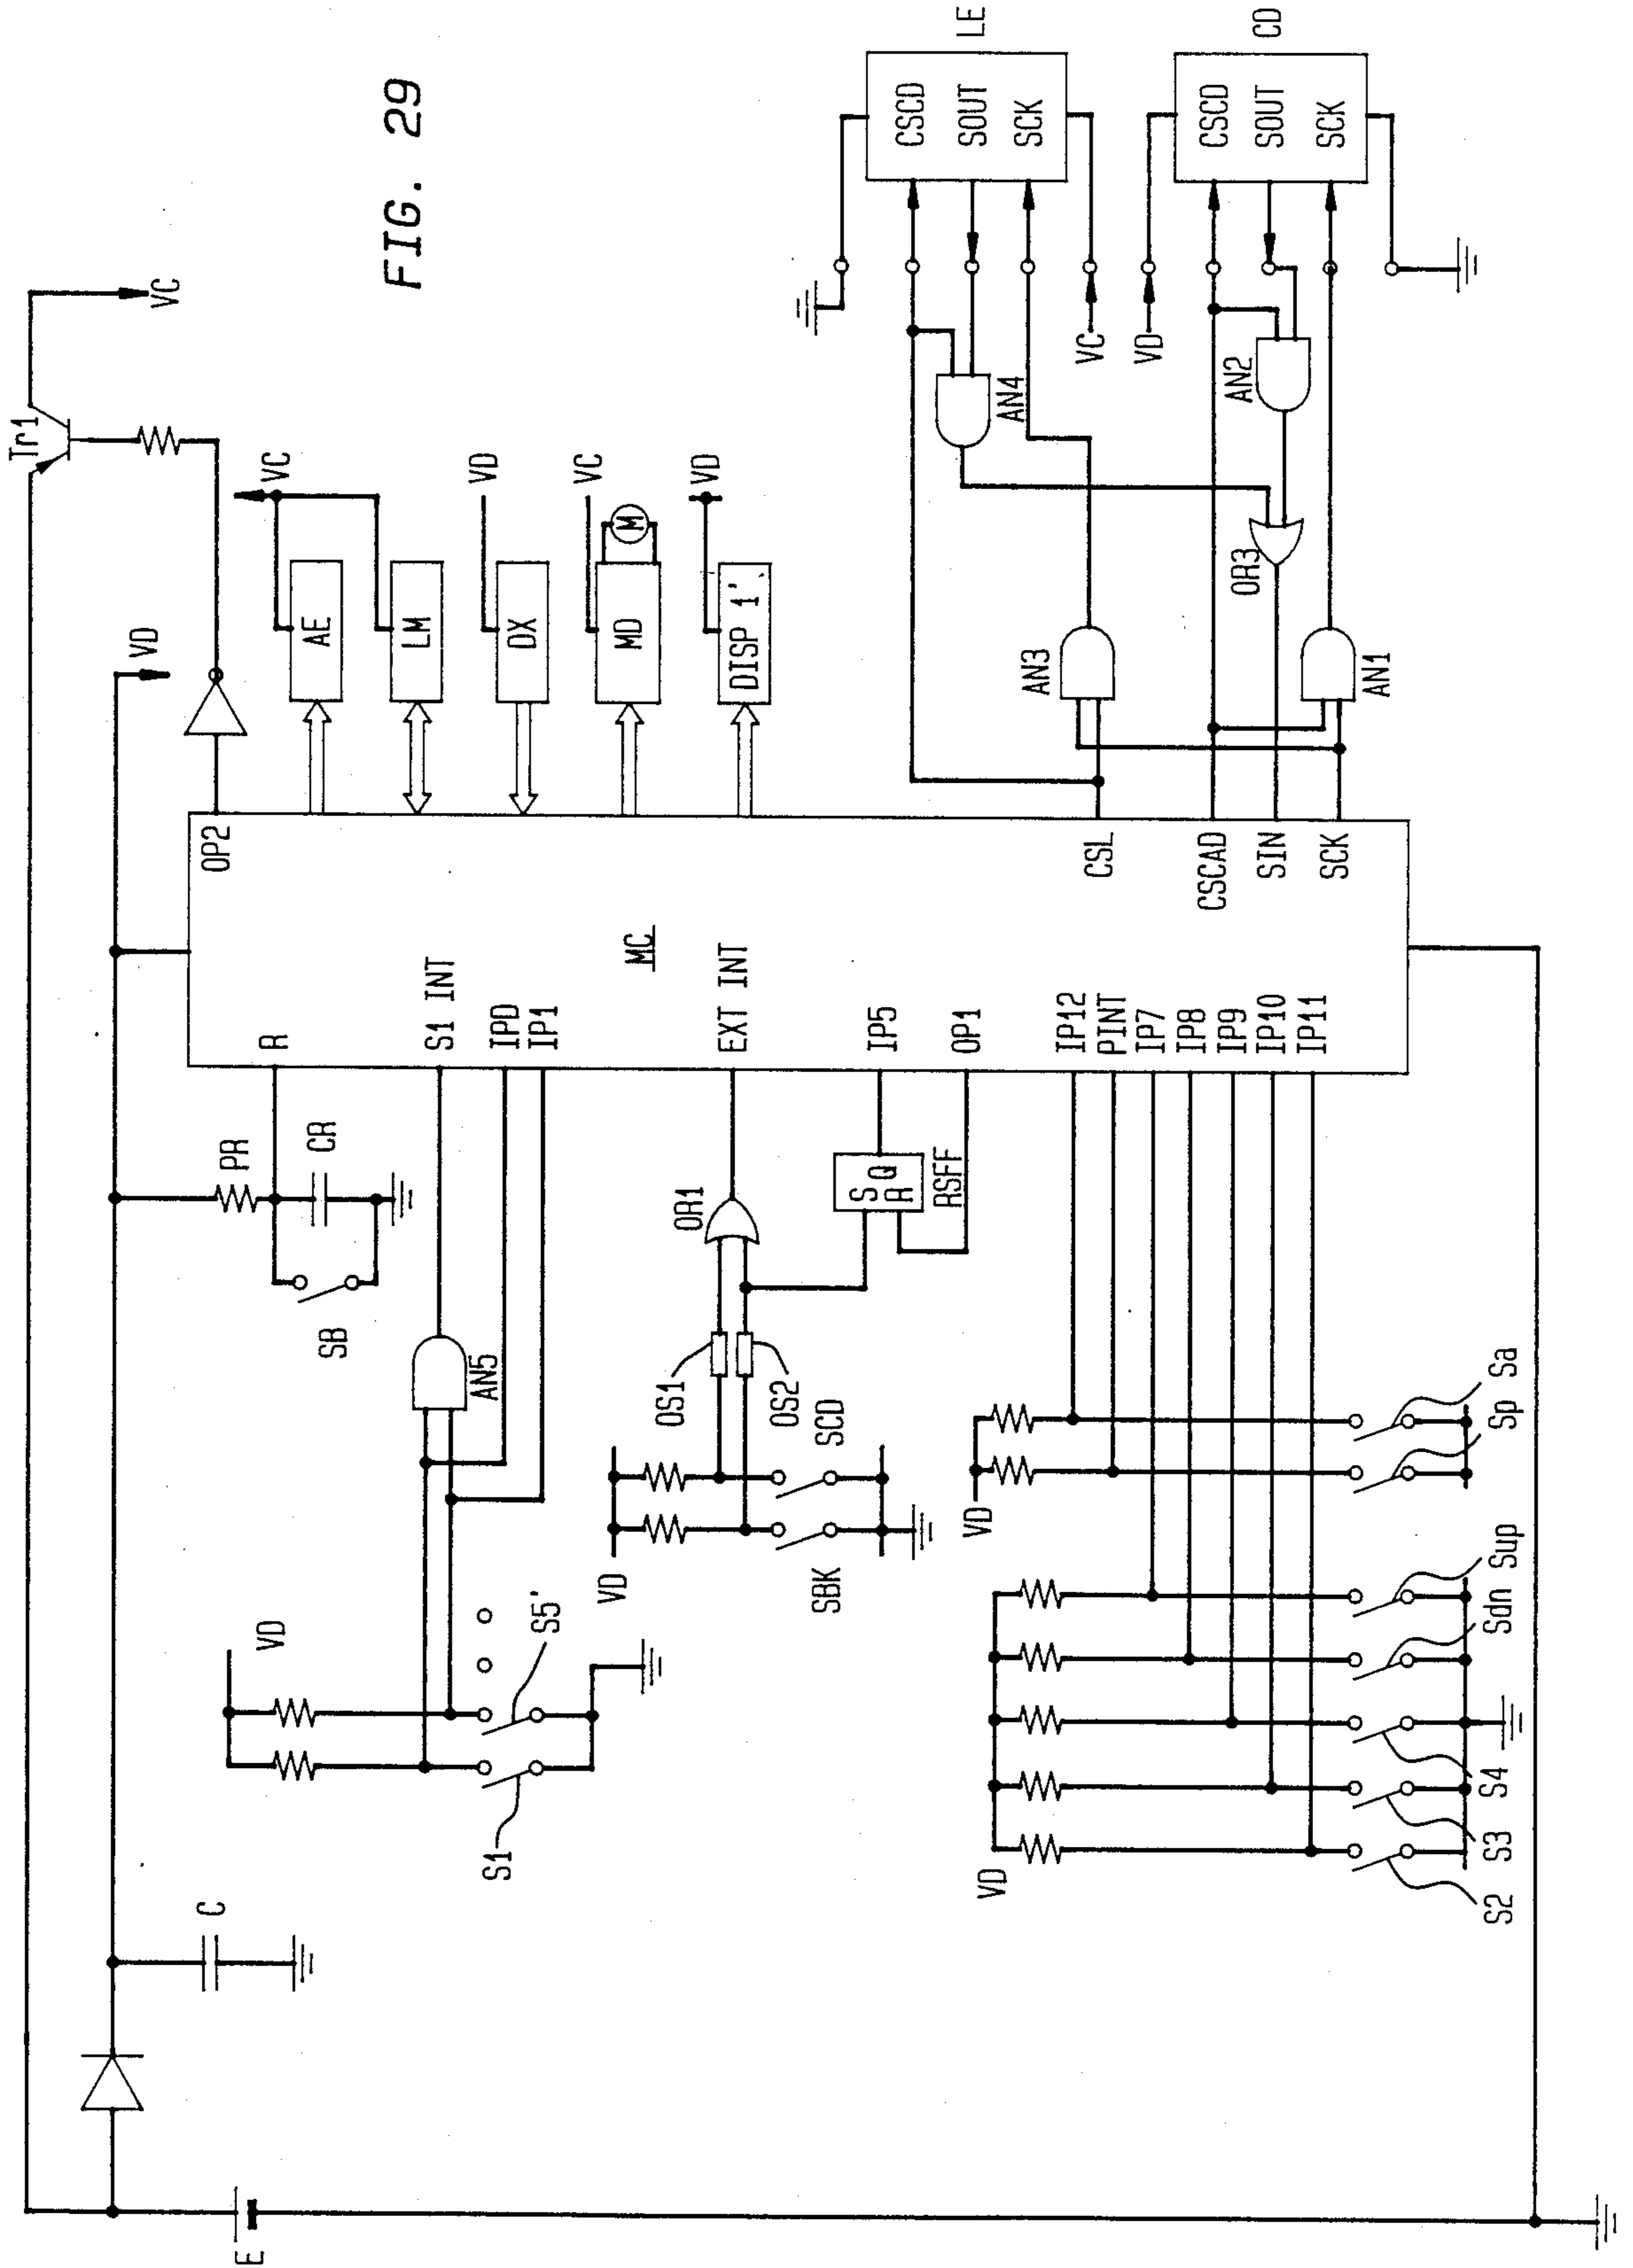 FIG. 29
Tr1
VC
VD
E
C
PR
CR
SB
OP2
R
S1 INT
IPD
IP1
MC
EXT INT
IP5
OP1
IP12
PINT
IP7
IP8
IP9
IP10
IP11
CSL
CSCAD
SIN
SCK
VC
AE
LM
VD
DX
VC
MD
M
VD
DISP 1'
VD
S1
S5'
AN5
VD
SBK
SCD
OS1
OS2
OR1
S Q
R
RSFF
VD
Sa
Sp
VD
Sup
Sdn
S4
S3
S2
AN3
AN4
AN1
AN2
OR3
VC
VD
CSCD
SOUT
SCK
LE
CSCD
SOUT
SCK
CD